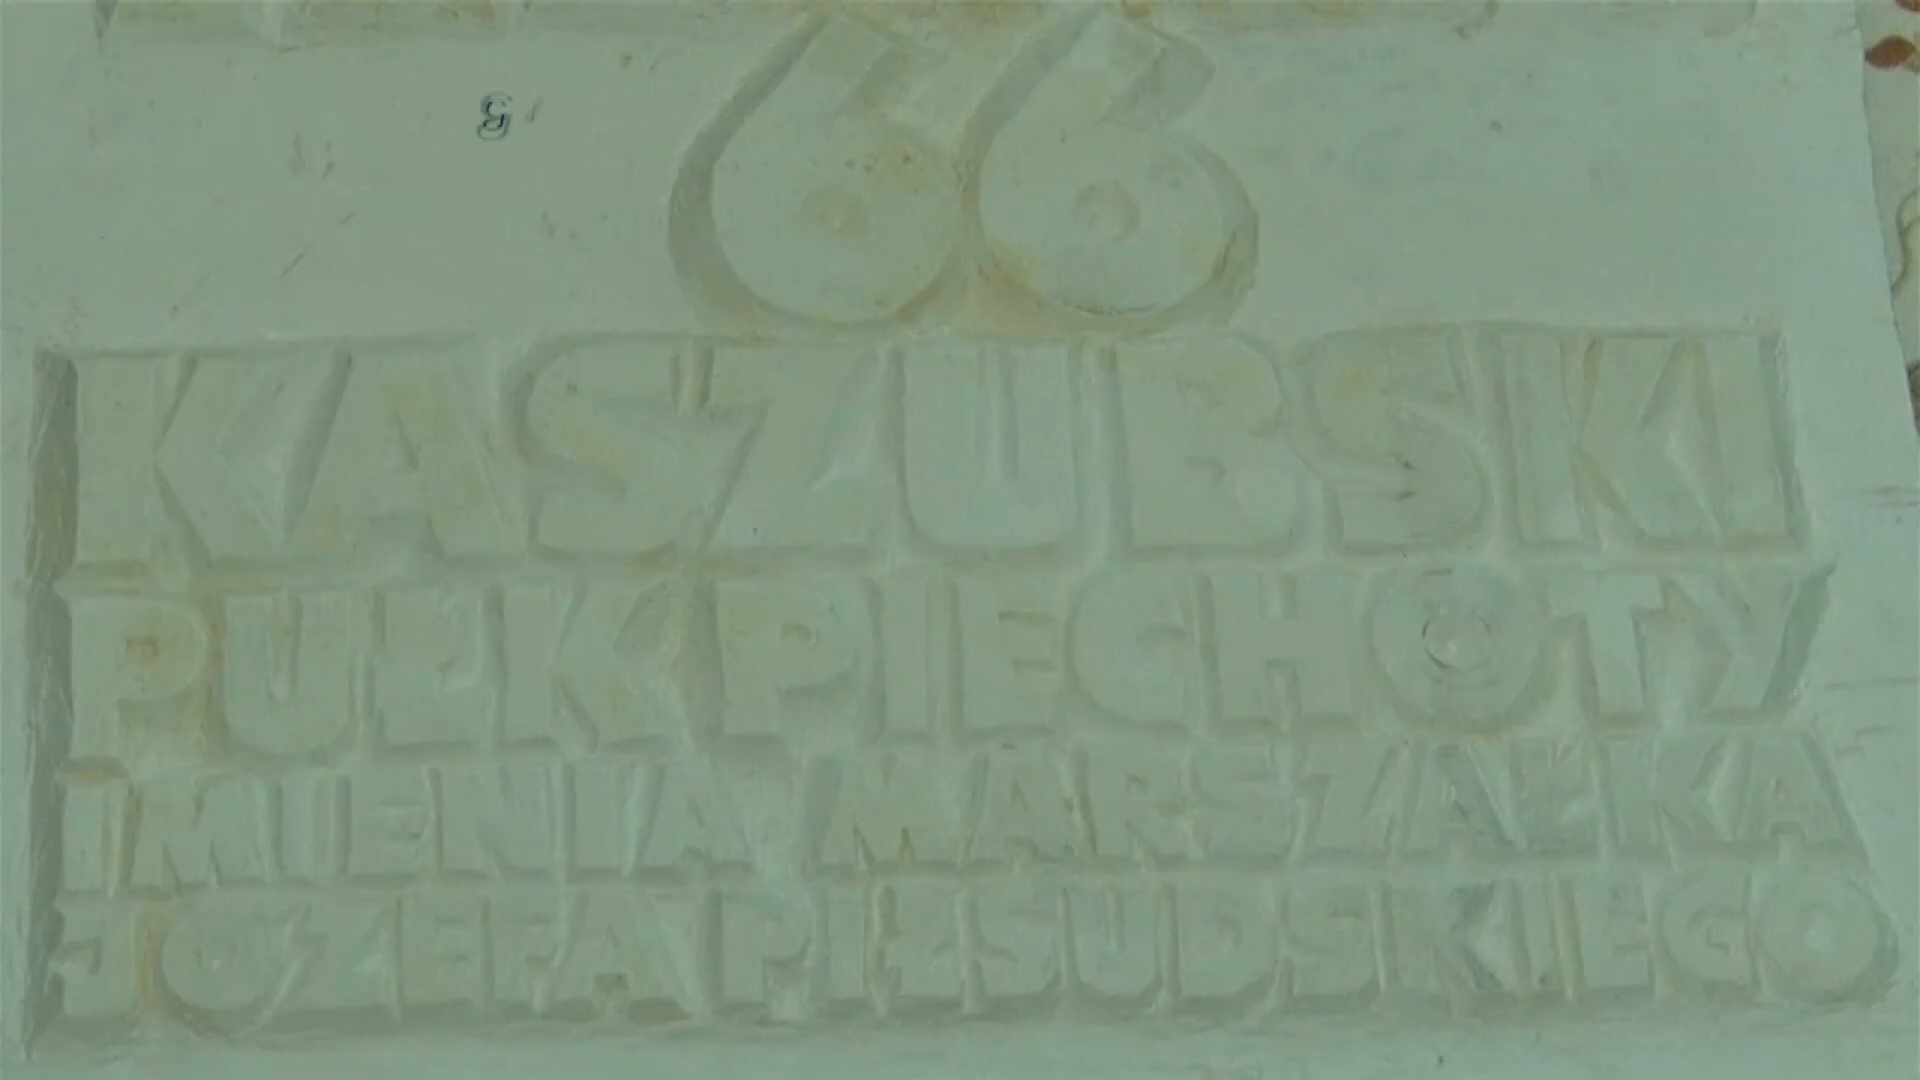 66
KASZUBSKI
PUŁK PIECHOTY
IMIENIA MARSZAŁKA
JÓZEFA PIŁSUDSKIEGO